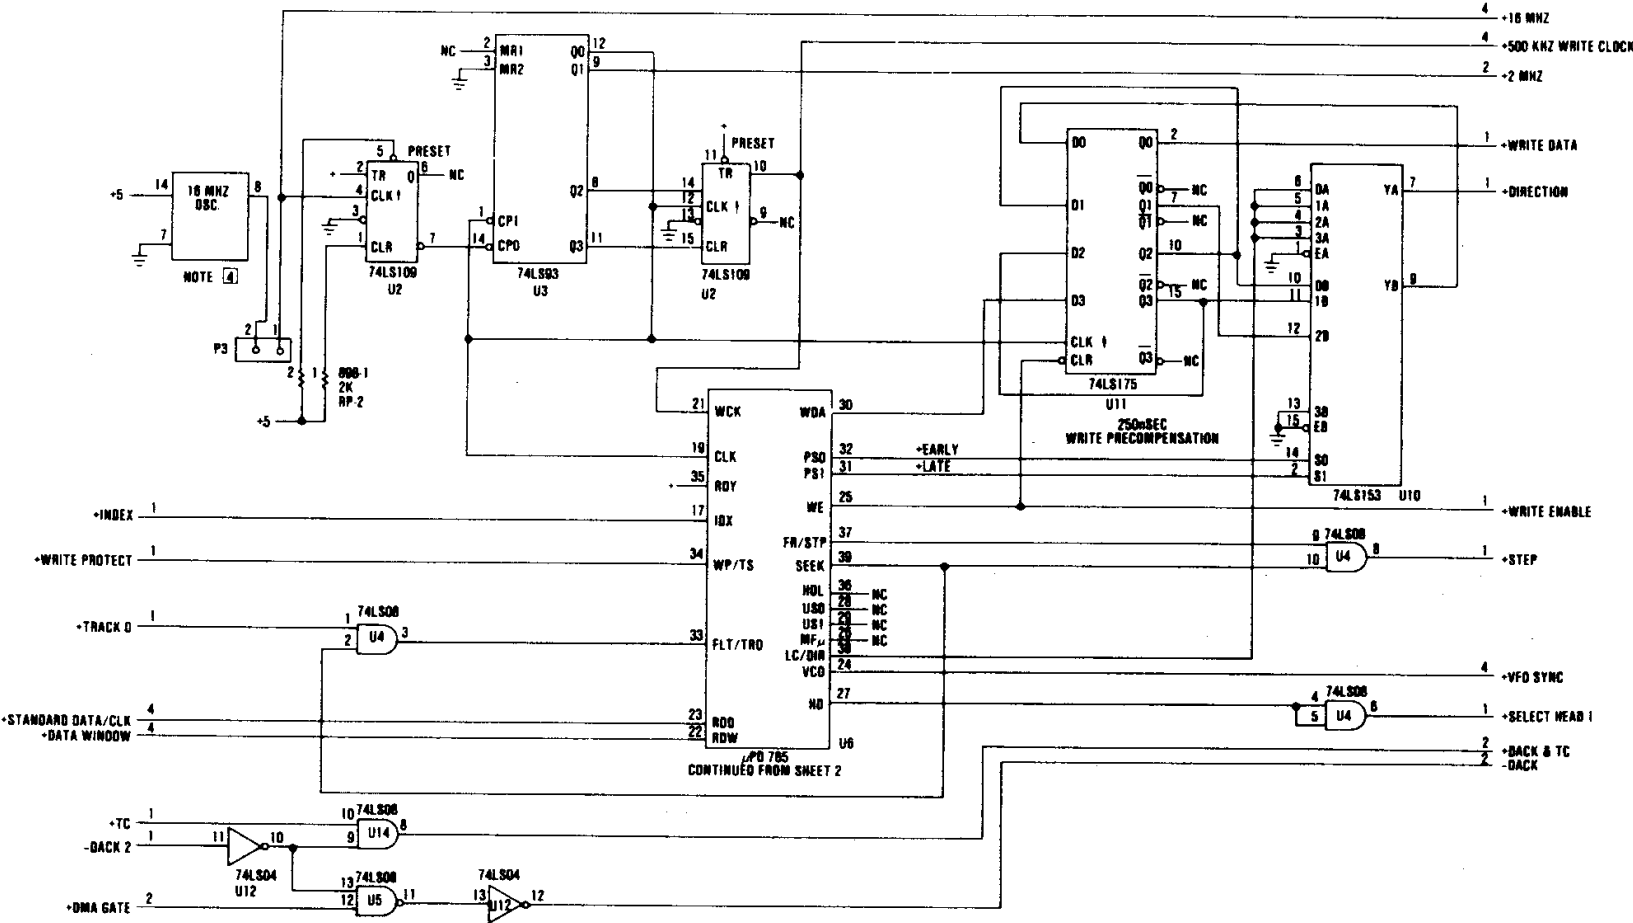 4 +16 MHZ
4 +500 KHZ WRITE CLOCK
2 +2 MHZ
NC 2 MR1 Q0 12
3 MR2 Q1 9
5 PRESET
+ 2 TR Q 6 NC
4 CLK
3
1 CLR 7
74LS109
U2
+5 14 16 MHZ OSC. 8
7
NOTE 4
Q2 8
1 CP1
14 CP0 Q3 11
74LS93
U3
+
11 PRESET
TR 10
14
12 CLK
13 9 NC
15 CLR
74LS109
U2
P3 2 1
2 1 898-1
2K
RP-2
+5
D0 Q0 2
1 +WRITE DATA
Q0 NC
D1 Q1 7
Q1 NC
D2 Q2 10
Q2 NC
D3 Q3 15
CLK
CLR Q3 NC
74LS175
U11
250nSEC
WRITE PRECOMPENSATION
6 0A YA 7
1 +DIRECTION
5 1A
4 2A
3 3A
1 EA
10 0B YB 9
11 1B
12 2B
13 3B
15 EB
14 S0
2 S1
74LS153 U10
21 WCK WDA 30
19 CLK PS0 32 +EARLY
PS1 31 +LATE
+ 35 RDY
WE 25
1 +WRITE ENABLE
+INDEX 1 17 IDX
FR/STP 37
9 74LS08
10 U4 8 1 +STEP
+WRITE PROTECT 1 34 WP/TS SEEK 39
HDL 36 NC
US0 28 NC
US1 29 NC
MFµ NC
74LS08
+TRACK 0 1 1
2 U4 3 33 FLT/TR0
LC/DIR 38
VCO 24
4 +VFO SYNC
HD 27
4 74LS08
5 U4 6 1 +SELECT HEAD 1
+STANDARD DATA/CLK 4 23 RDD
+DATA WINDOW 4 22 RDW
U6
µPD 765
CONTINUED FROM SHEET 2
2 +DACK & TC
2 -DACK
+TC 1 10 74LS08
9 U14 8
-DACK 2 1 11 10
74LS04
U12
13 74LS08
+DMA GATE 2 12 U5 11
74LS04
13 U12 12